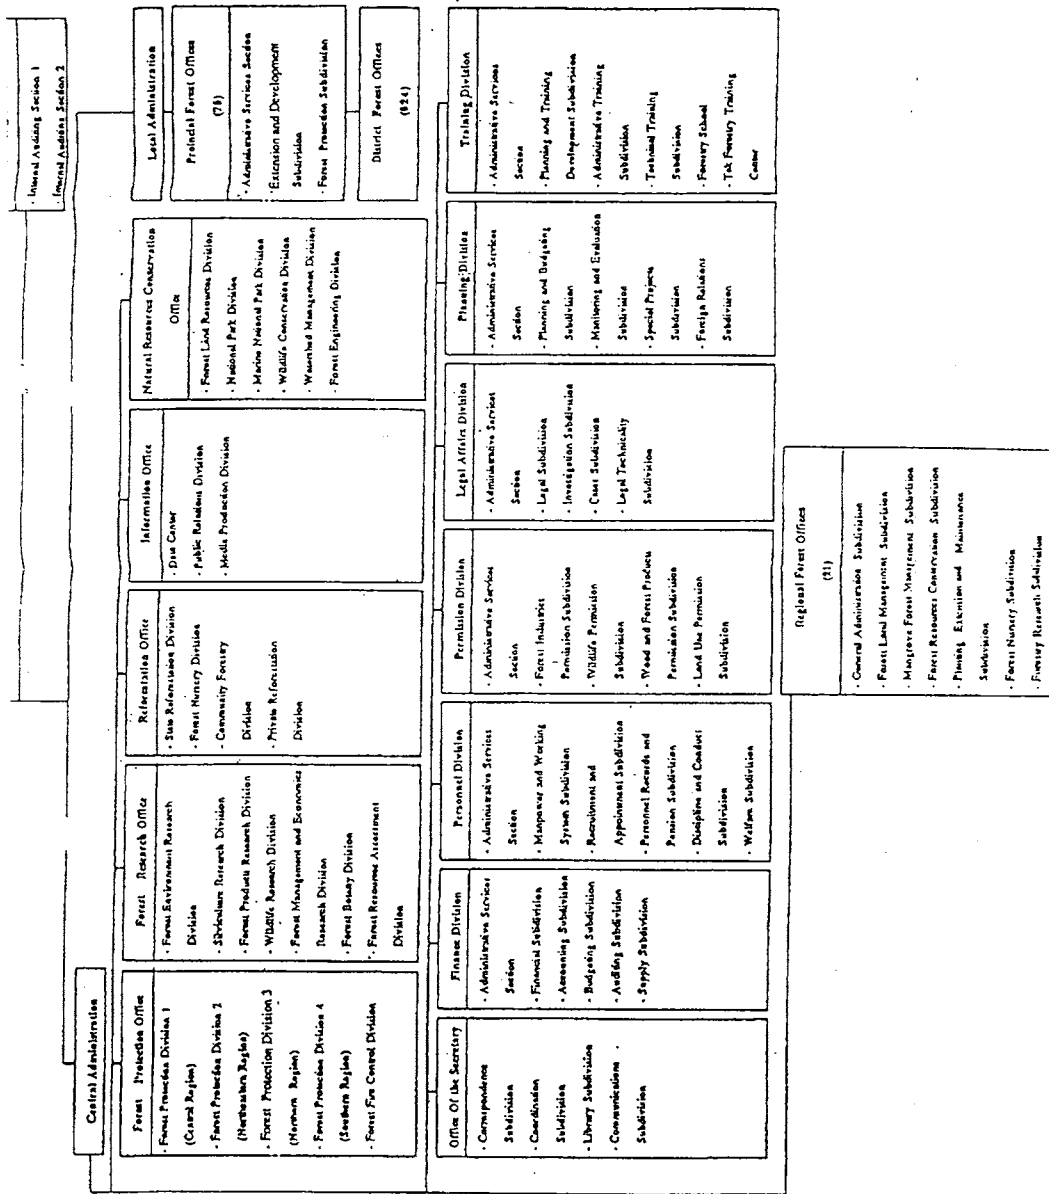 · Internal Auditing Section 1
· Internal Auditing Section 2
Central Administration
Local Administration
Forest Protection Office
· Forest Protection Division 1
(Central Region)
· Forest Protection Division 2
(Northeastern Region)
· Forest Protection Division 3
(Northern Region)
· Forest Protection Division 4
(Southern Region)
· Forest Fire Control Division
Forest Research Office
· Forest Environment Research
Division
· Silviculture Research Division
· Forest Products Research Division
· Wildlife Research Division
· Forest Management and Economics
Research Division
· Forest Botany Division
· Forest Resources Assessment
Division
Reforestation Office
· State Reforestation Division
· Forest Nursery Division
· Community Forestry
Division
· Private Reforestation
Division
Information Office
· Data Center
· Public Relations Division
· Media Production Division
Natural Resources Conservation
Office
· Forest Land Resources Division
· National Park Division
· Marine National Park Division
· Wildlife Conservation Division
· Watershed Management Division
· Forest Engineering Division
Proincial Forest Offices
(75)
· Administrative Services Section
· Extension and Development
Subdivision
· Forest Protection Subdivision
District Forest Offices
(524)
Office Of the Secretary
· Correspondence
Subdivision
· Coordination
Subdivision
· Library Subdivision
· Communications
Subdivision
Finance Division
· Administrative Services
Section
· Financial Subdivision
· Accounting Subdivision
· Budgeting Subdivision
· Auditing Subdivision
· Supply Subdivision
Personnel Division
· Administrative Services
Section
· Manpower and Working
System Subdivision
· Recruitment and
Appointment Subdivision
· Personnel Records and
Pension Subdivision
· Discipline and Conduct
Subdivision
· Welfare Subdivision
Permission Division
· Administrative Services
Section
· Forest Industries
Permission Subdivision
· Wildlife Permission
Subdivision
· Wood and Forest Products
Permission Subdivision
· Land Use Permission
Subdivision
Legal Affairs Division
· Administrative Services
Section
· Legal Subdivision
· Investigation Subdivision
· Cases Subdivision
· Legal Technicality
Subdivision
Planning Division
· Administrative Services
Section
· Planning and Budgeting
Subdivision
· Monitoring and Evaluation
Subdivision
· Special Projects
Subdivision
· Foreign Relations
Subdivision
Training Division
· Administrative Services
Section
· Planning and Training
Development Subdivision
· Administrative Training
Subdivision
· Technical Training
Subdivision
· Forestry School
· Tak Forestry Training
Center
Regional Forest Offices
(21)
· General Administration Subdivision
· Forest Land Management Subdivision
· Mangrove Forest Management Subdivision
· Forest Resources Conservation Subdivision
· Planting Extension and Maintenance
Subdivision
· Forest Nursery Subdivision
· Forestry Research Subdivision